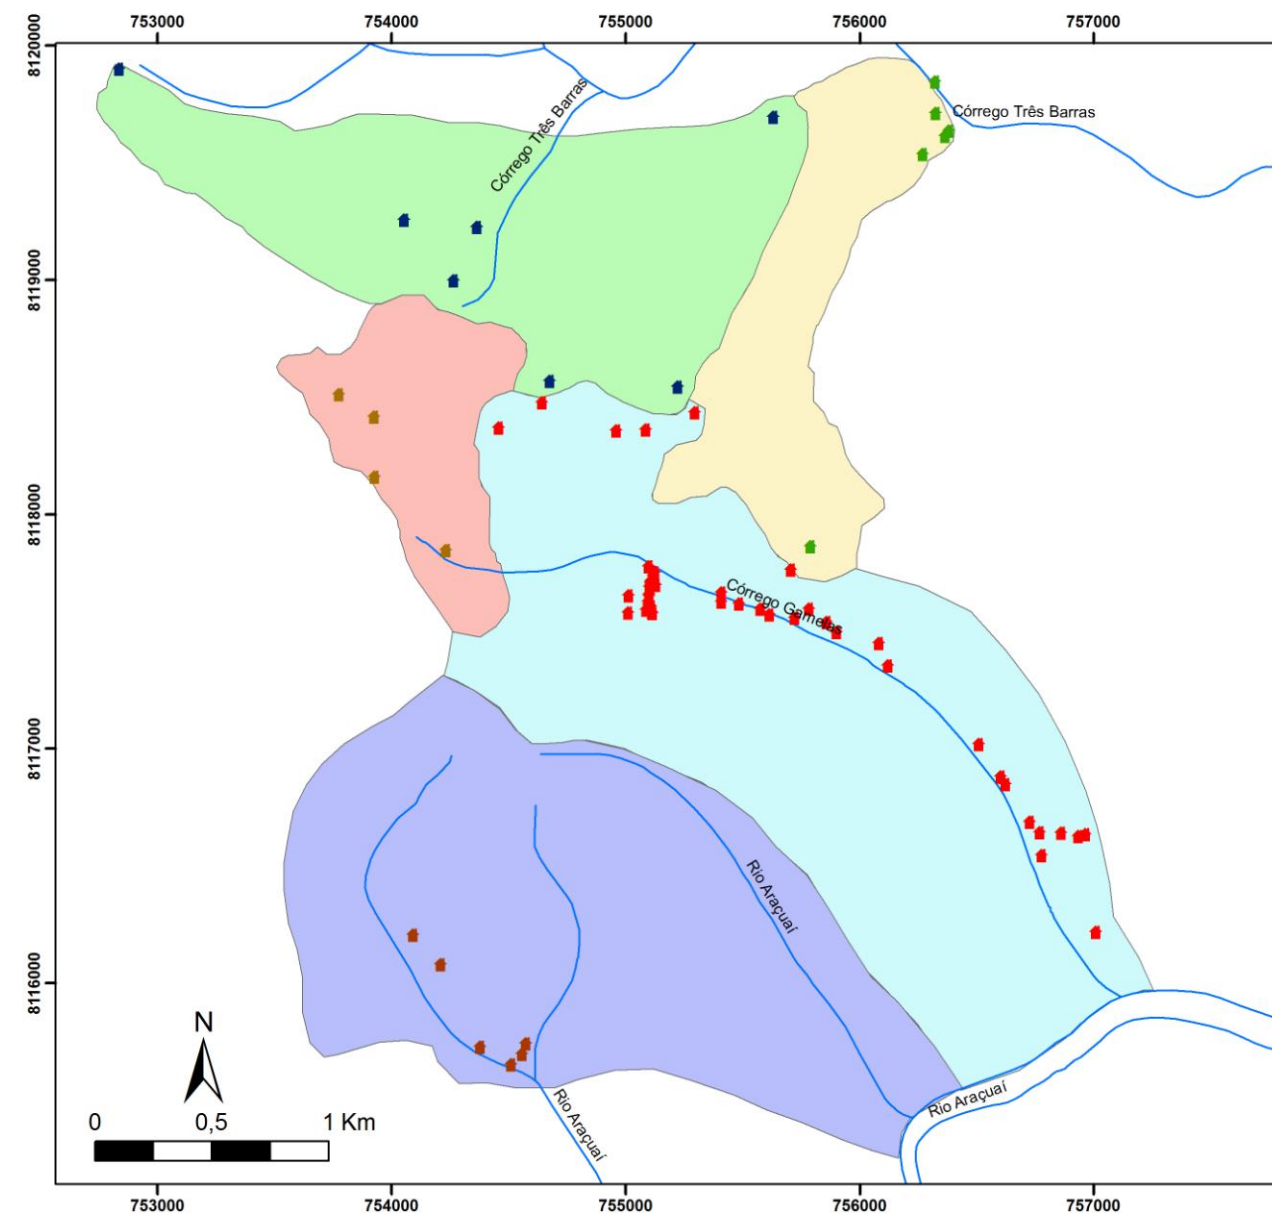 753000 754000 755000 756000 757000
8120000
8119000
8118000
8117000
8116000
Córrego Três Barras
Córrego Três Barras
Córrego Gamelas
Rio Araçuaí
Rio Araçuaí
Rio Araçuaí
N
0 0,5 1 Km
753000 754000 755000 756000 757000